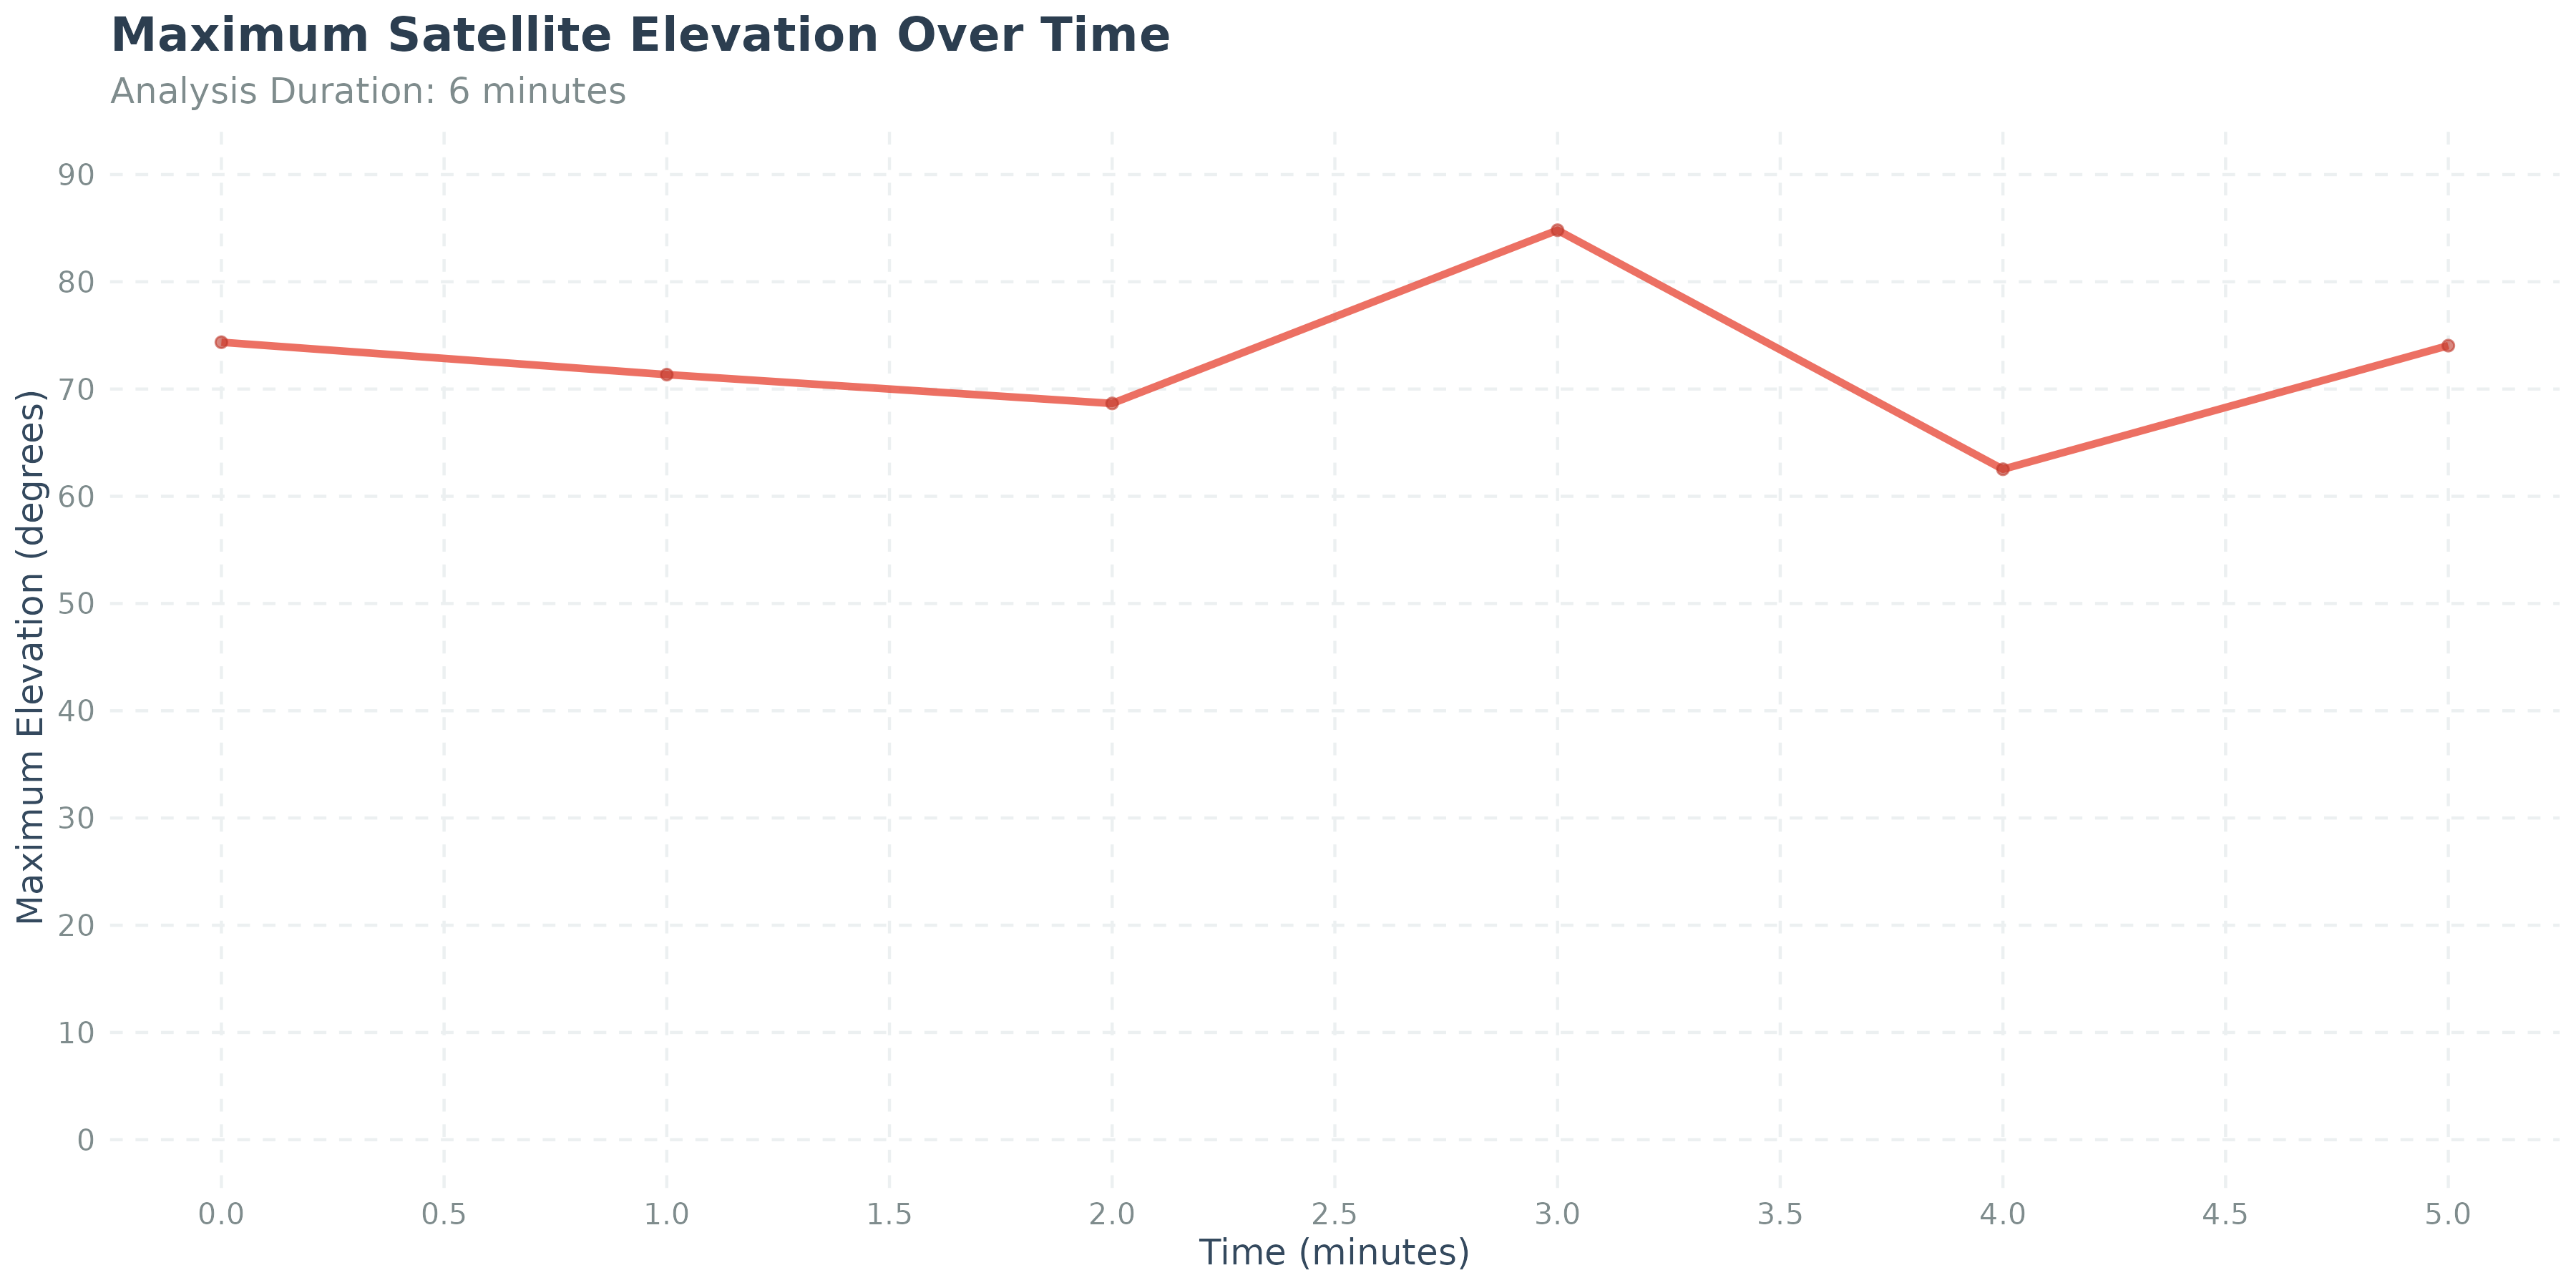 Maximum Satellite Elevation Over Time
Analysis Duration: 6 minutes
90
80
70
60
50
40
30
20
10
0
Maximum Elevation (degrees)
0.0 0.5 1.0 1.5 2.0 2.5 3.0 3.5 4.0 4.5 5.0
Time (minutes)